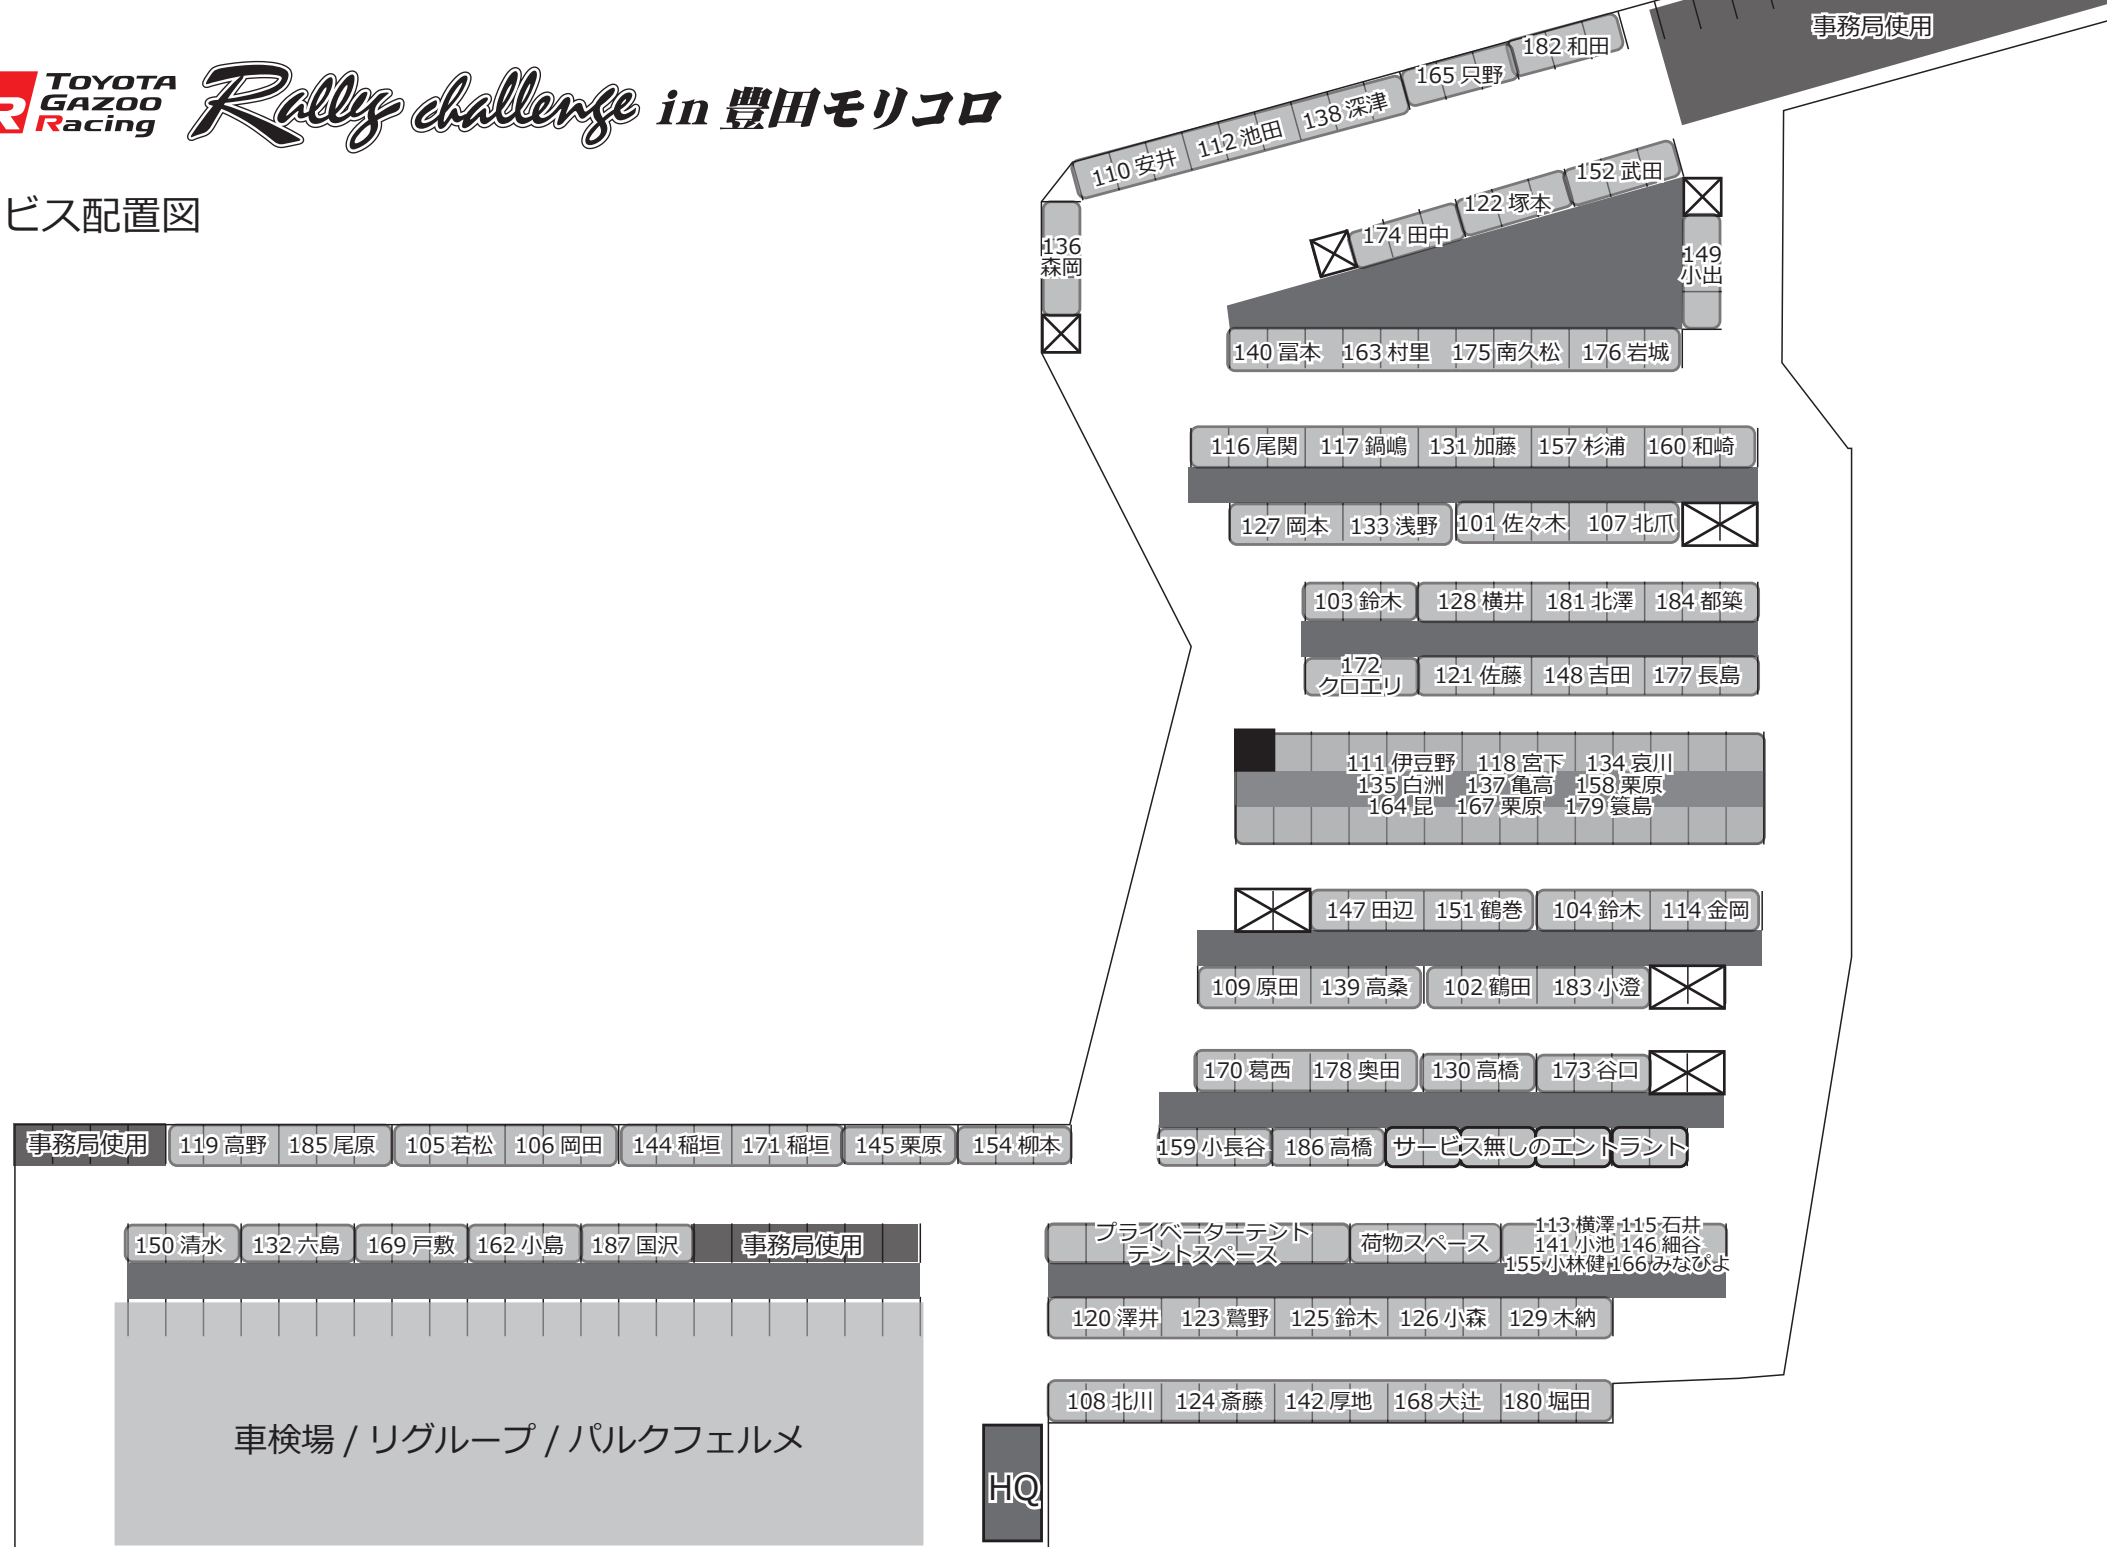 TOYOTA
GAZOO
Racing
Rally challenge in 豊田モリコロ
ビス配置図
事務局使用
182 和田
165 只野
138 深津
112 池田
110 安井
152 武田
122 塚本
174 田中
136
森岡
149
小出
140 冨本 163 村里 175 南久松 176 岩城
116 尾関 117 鍋嶋 131 加藤 157 杉浦 160 和崎
127 岡本 133 浅野 101 佐々木 107 北爪
103 鈴木 128 横井 181 北澤 184 都築
172
クロエリ
121 佐藤 148 吉田 177 長島
111 伊豆野 118 宮下 134 哀川
135 白洲 137 亀高 158 栗原
164 昆 167 栗原 179 簑島
147 田辺 151 鶴巻 104 鈴木 114 金岡
109 原田 139 高桑 102 鶴田 183 小澄
170 葛西 178 奥田 130 高橋 173 谷口
事務局使用 119 高野 185 尾原 105 若松 106 岡田 144 稲垣 171 稲垣 145 栗原 154 柳本
159 小長谷 186 高橋 サービス無しのエントラント
150 清水 132 六島 169 戸敷 162 小島 187 国沢 事務局使用
プライベーターテント
テントスペース
荷物スペース
113 横澤 115 石井
141 小池 146 細谷
155 小林健 166 みなぴよ
120 澤井 123 鷲野 125 鈴木 126 小森 129 木納
108 北川 124 斎藤 142 厚地 168 大辻 180 堀田
車検場 / リグループ / パルクフェルメ
HQ